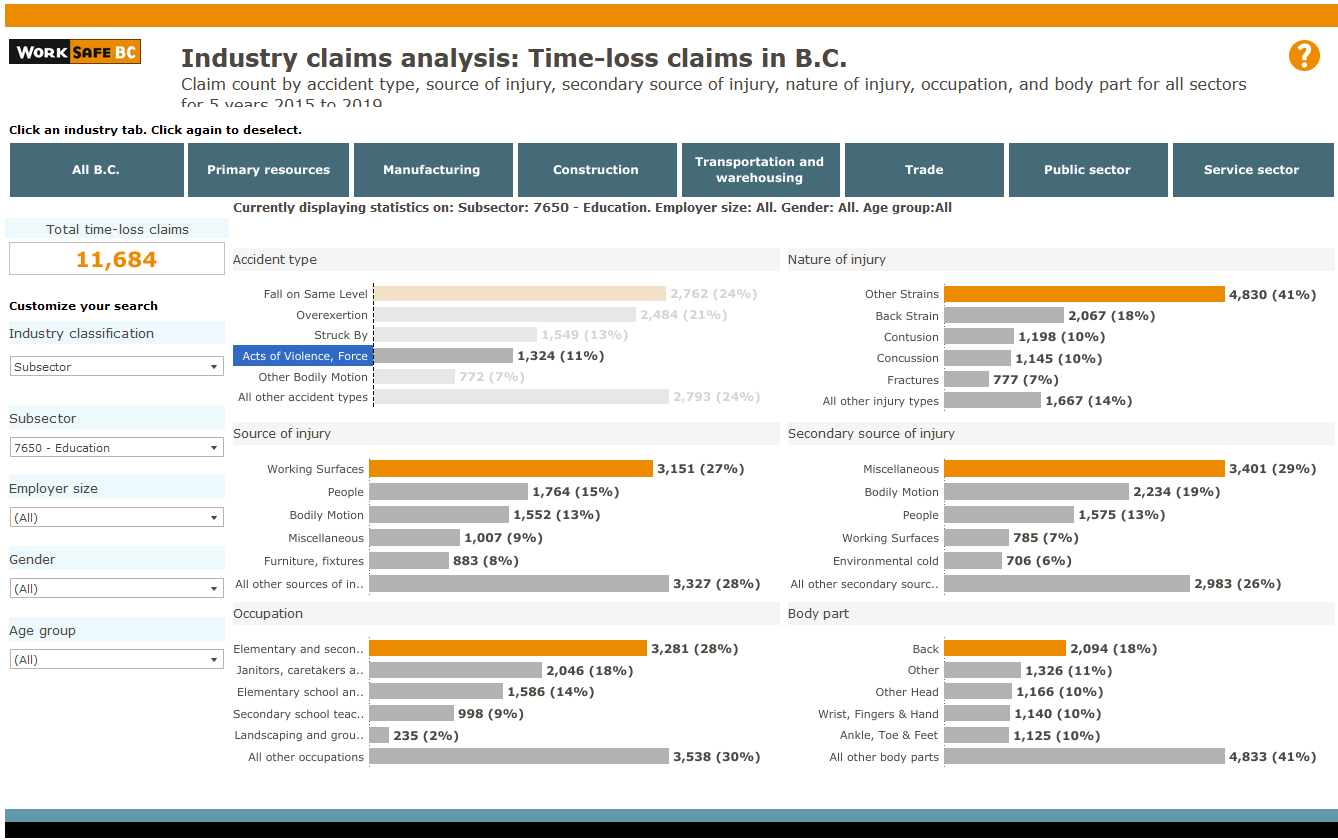 WORK SAFE BC
Industry claims analysis: Time-loss claims in B.C.
?
Claim count by accident type, source of injury, secondary source of injury, nature of injury, occupation, and body part for all sectors
for 5 years 2015 to 2019
Click an industry tab. Click again to deselect.
All B.C.
Primary resources
Manufacturing
Construction
Transportation and
warehousing
Trade
Public sector
Service sector
Currently displaying statistics on: Subsector: 7650 - Education. Employer size: All. Gender: All. Age group:All
Total time-loss claims
11,684
Customize your search
Industry classification
Subsector
Subsector
7650 - Education
Employer size
(All)
Gender
(All)
Age group
(All)
Accident type
Fall on Same Level 2,762 (24%)
Overexertion 2,484 (21%)
Struck By 1,549 (13%)
Acts of Violence, Force 1,324 (11%)
Other Bodily Motion 772 (7%)
All other accident types 2,793 (24%)
Nature of injury
Other Strains 4,830 (41%)
Back Strain 2,067 (18%)
Contusion 1,198 (10%)
Concussion 1,145 (10%)
Fractures 777 (7%)
All other injury types 1,667 (14%)
Source of injury
Working Surfaces 3,151 (27%)
People 1,764 (15%)
Bodily Motion 1,552 (13%)
Miscellaneous 1,007 (9%)
Furniture, fixtures 883 (8%)
All other sources of in.. 3,327 (28%)
Secondary source of injury
Miscellaneous 3,401 (29%)
Bodily Motion 2,234 (19%)
People 1,575 (13%)
Working Surfaces 785 (7%)
Environmental cold 706 (6%)
All other secondary sourc.. 2,983 (26%)
Occupation
Elementary and secon.. 3,281 (28%)
Janitors, caretakers a.. 2,046 (18%)
Elementary school an.. 1,586 (14%)
Secondary school teac.. 998 (9%)
Landscaping and grou.. 235 (2%)
All other occupations 3,538 (30%)
Body part
Back 2,094 (18%)
Other 1,326 (11%)
Other Head 1,166 (10%)
Wrist, Fingers & Hand 1,140 (10%)
Ankle, Toe & Feet 1,125 (10%)
All other body parts 4,833 (41%)